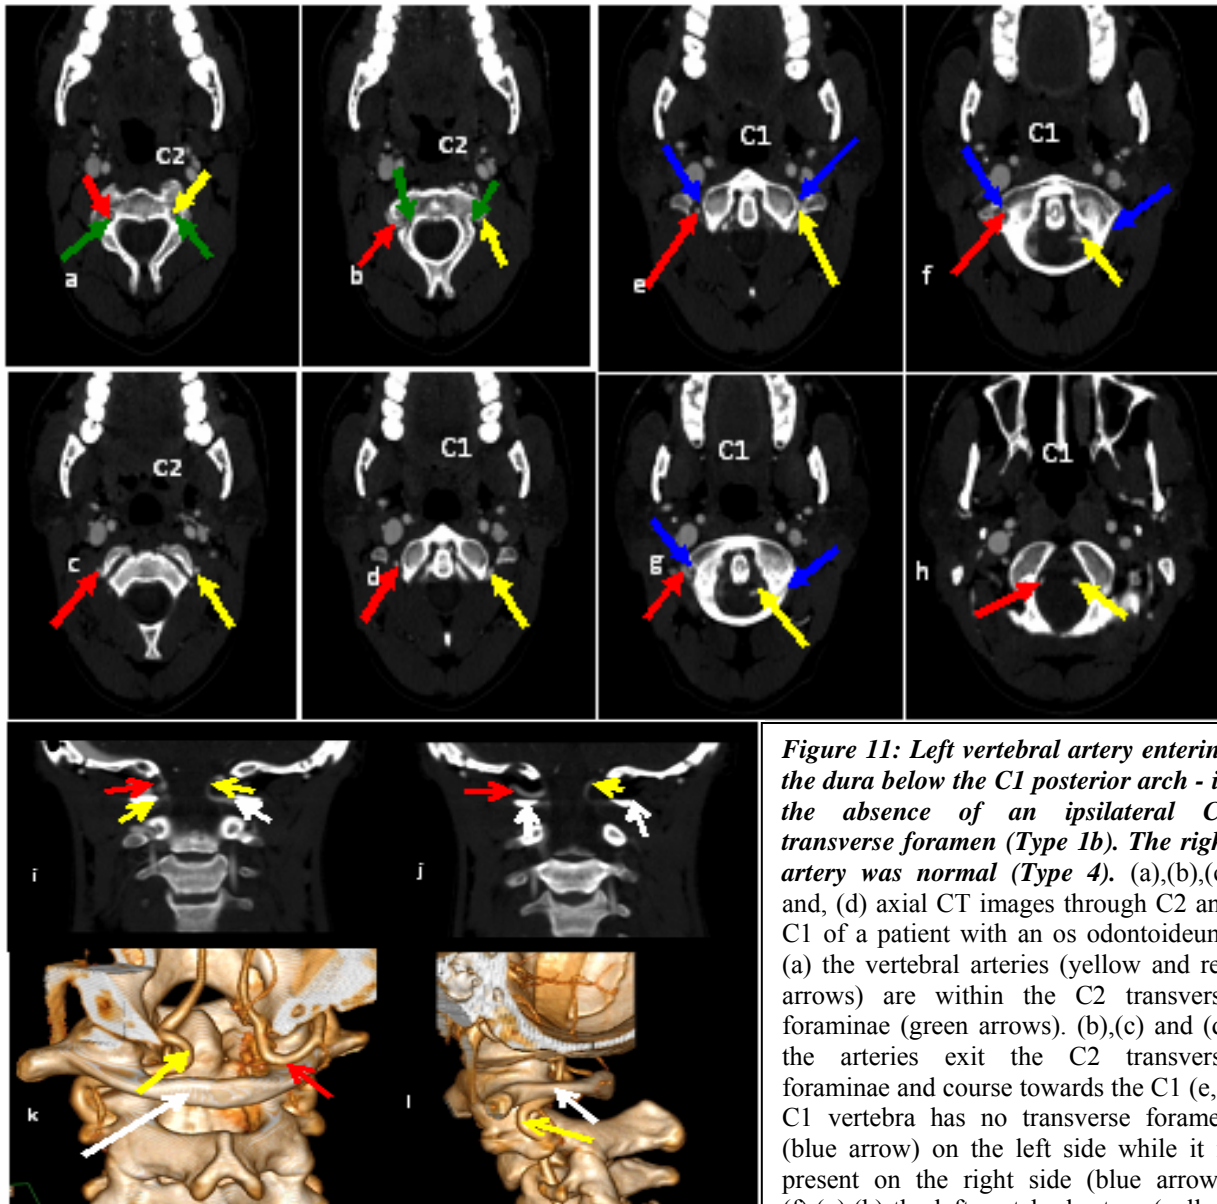 C2
a
C2
b
C1
e
C1
f
C2
c
C1
d
C1
g
C1
h
i
j
k
l
Figure 11: Left vertebral artery enterin
the dura below the C1 posterior arch - i
the absence of an ipsilateral C
transverse foramen (Type 1b). The righ
artery was normal (Type 4). (a),(b),(c
and, (d) axial CT images through C2 an
C1 of a patient with an os odontoideum
(a) the vertebral arteries (yellow and re
arrows) are within the C2 transvers
foraminae (green arrows). (b),(c) and (d
the arteries exit the C2 transvers
foraminae and course towards the C1 (e,
C1 vertebra has no transverse foramen
(blue arrow) on the left side while it
present on the right side (blue arrow